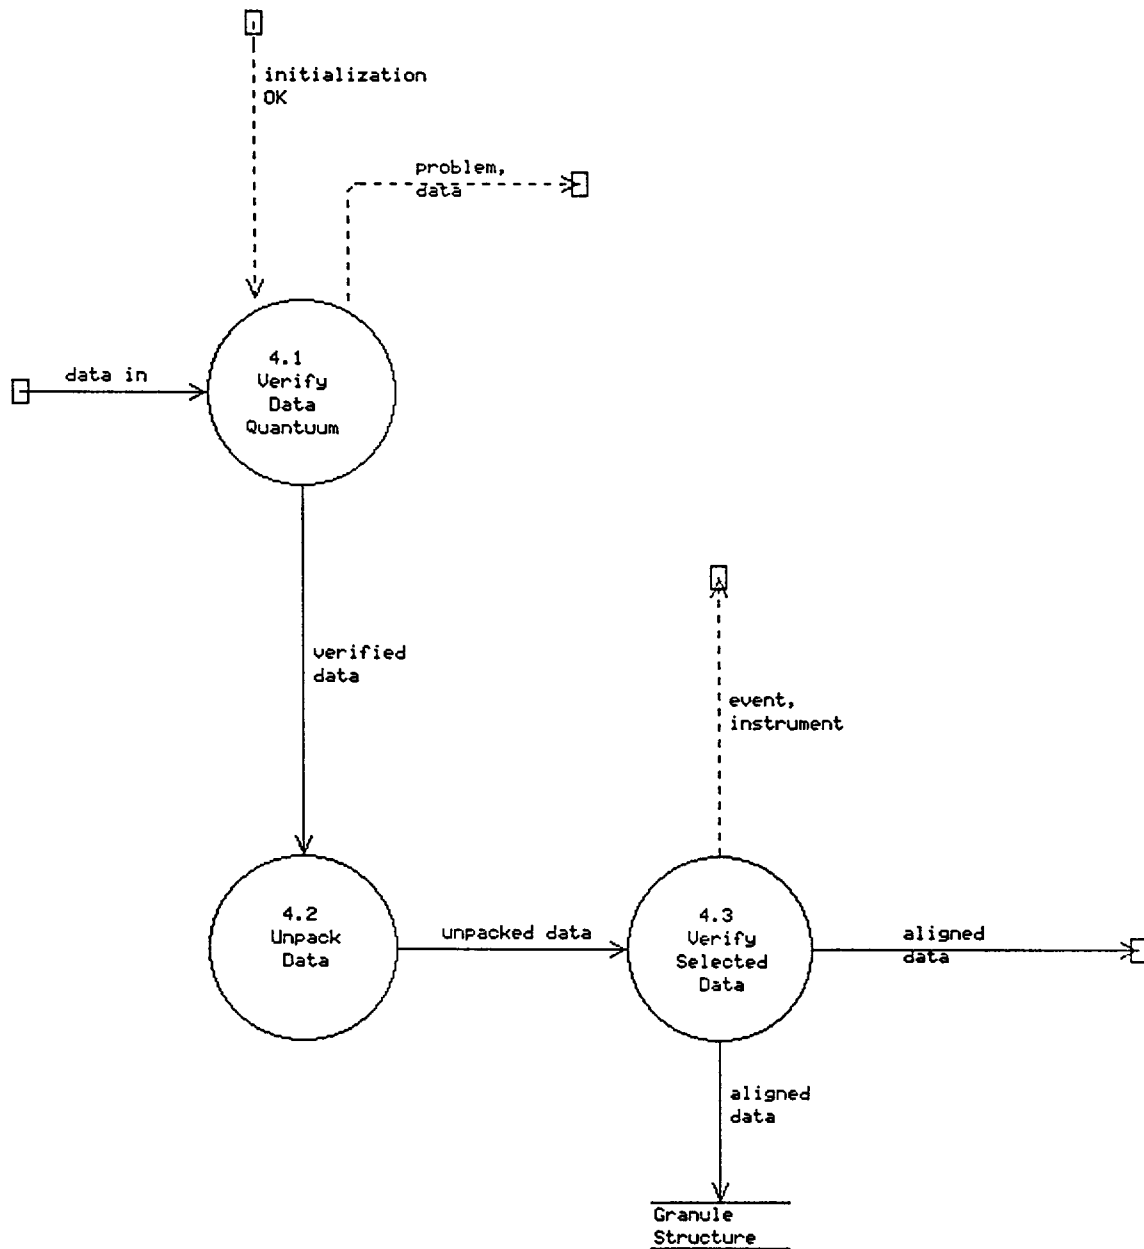 initialization
OK
problem,
data
data in
4.1
Verify
Data
Quantuum
verified
data
event,
instrument
4.2
Unpack
Data
unpacked data
4.3
Verify
Selected
Data
aligned
data
aligned
data
Granule
Structure